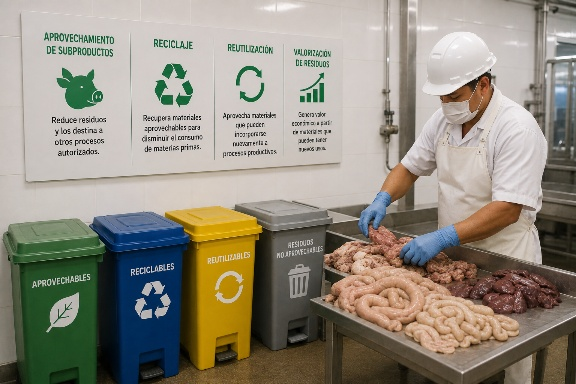 APROVECHAMIENTO
DE SUBPRODUCTOS
Reduce residuos
y los destina a
otros procesos
autorizados.
RECICLAJE
Recupera materiales
aprovechables para
disminuir el consumo
de materias primas.
REUTILIZACIÓN
Aprovecha materiales
que pueden
incorporarse
nuevamente a
procesos productivos.
VALORIZACIÓN
DE RESIDUOS
Genera valor
económico a partir
de materiales que
pueden tener
nuevos usos.
APROVECHABLES
RECICLABLES
REUTILIZABLES
RESIDUOS
NO APROVECHABLES